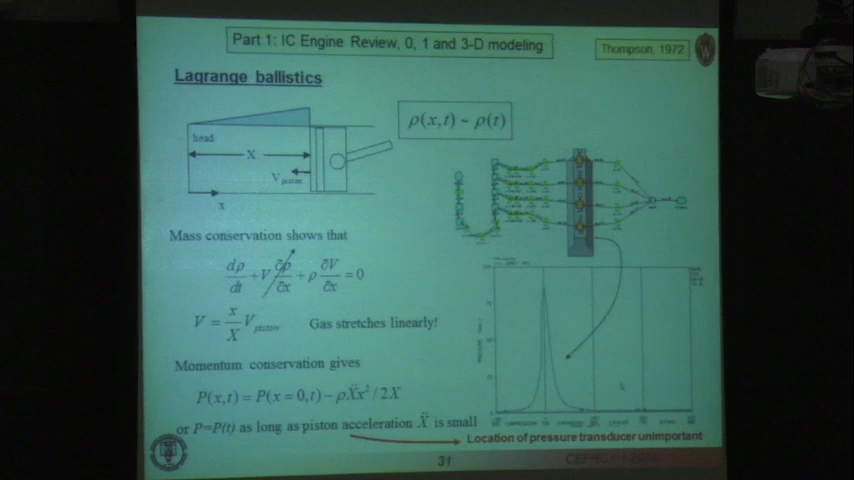 Part 1: IC Engine Review, 0, 1 and 3-D modeling
Thompson, 1972
Lagrange ballistics
ρ(x,t) ~ ρ(t)
head
X
V piston
x
Mass conservation shows that
dρ/dt + V ∂ρ/∂x + ρ ∂V/∂x = 0
V = x/X V piston Gas stretches linearly!
Momentum conservation gives
P(x,t) = P(x = 0,t) − ρẌx²/2X
or P=P(t) as long as piston acceleration Ẍ is small
Location of pressure transducer unimportant
PRESSURE
31